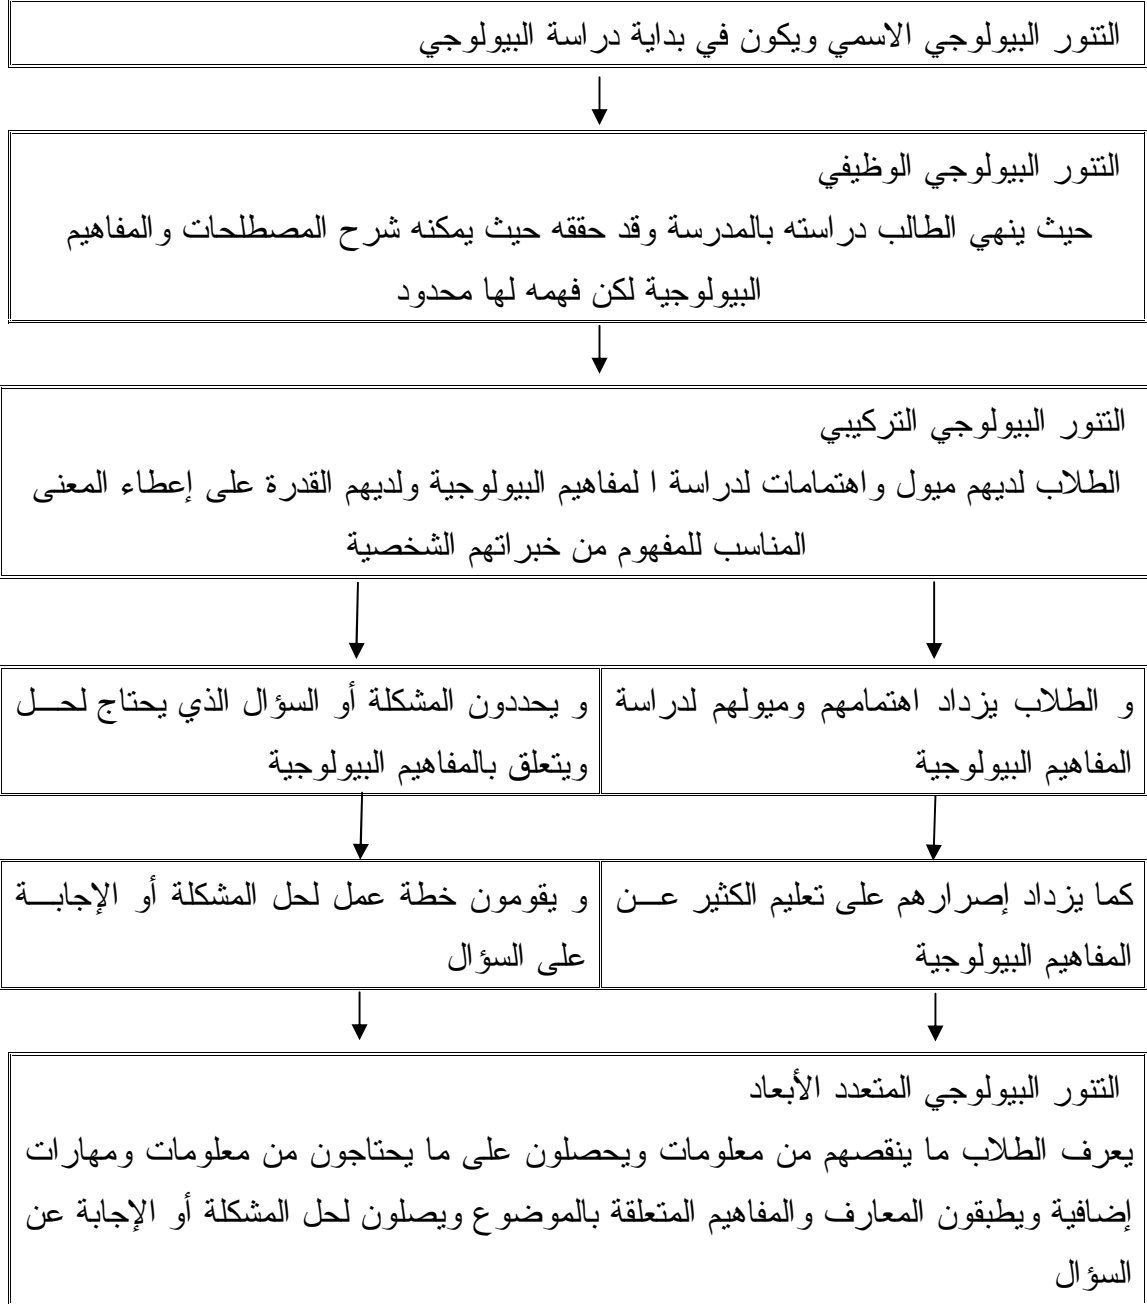 التنور البيولوجي الاسمي ويكون في بداية دراسة البيولوجي
التنور البيولوجي الوظيفي
حيث ينهي الطالب دراسته بالمدرسة وقد حققه حيث يمكنه شرح المصطلحات والمفاهيم
البيولوجية لكن فهمه لها محدود
التنور البيولوجي التركيبي
الطلاب لديهم ميول واهتمامات لدراسة ا لمفاهيم البيولوجية ولديهم القدرة على إعطاء المعنى
المناسب للمفهوم من خبراتهم الشخصية
و الطلاب يزداد اهتمامهم وميولهم لدراسة
المفاهيم البيولوجية
و يحددون المشكلة أو السؤال الذي يحتاج لحــل
ويتعلق بالمفاهيم البيولوجية
كما يزداد إصرارهم على تعليم الكثير عــن
المفاهيم البيولوجية
و يقومون خطة عمل لحل المشكلة أو الإجابــة
على السؤال
التنور البيولوجي المتعدد الأبعاد
يعرف الطلاب ما ينقصهم من معلومات ويحصلون على ما يحتاجون من معلومات ومهارات
إضافية ويطبقون المعارف والمفاهيم المتعلقة بالموضوع ويصلون لحل المشكلة أو الإجابة عن
السؤال